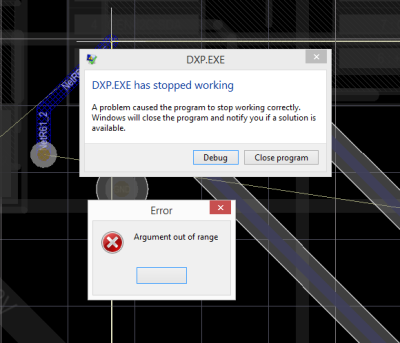 DXP.EXE
DXP.EXE has stopped working
A problem caused the program to stop working correctly.
Windows will close the program and notify you if a solution is
available.
Debug
Close program
Error
Argument out of range
NetR61_2